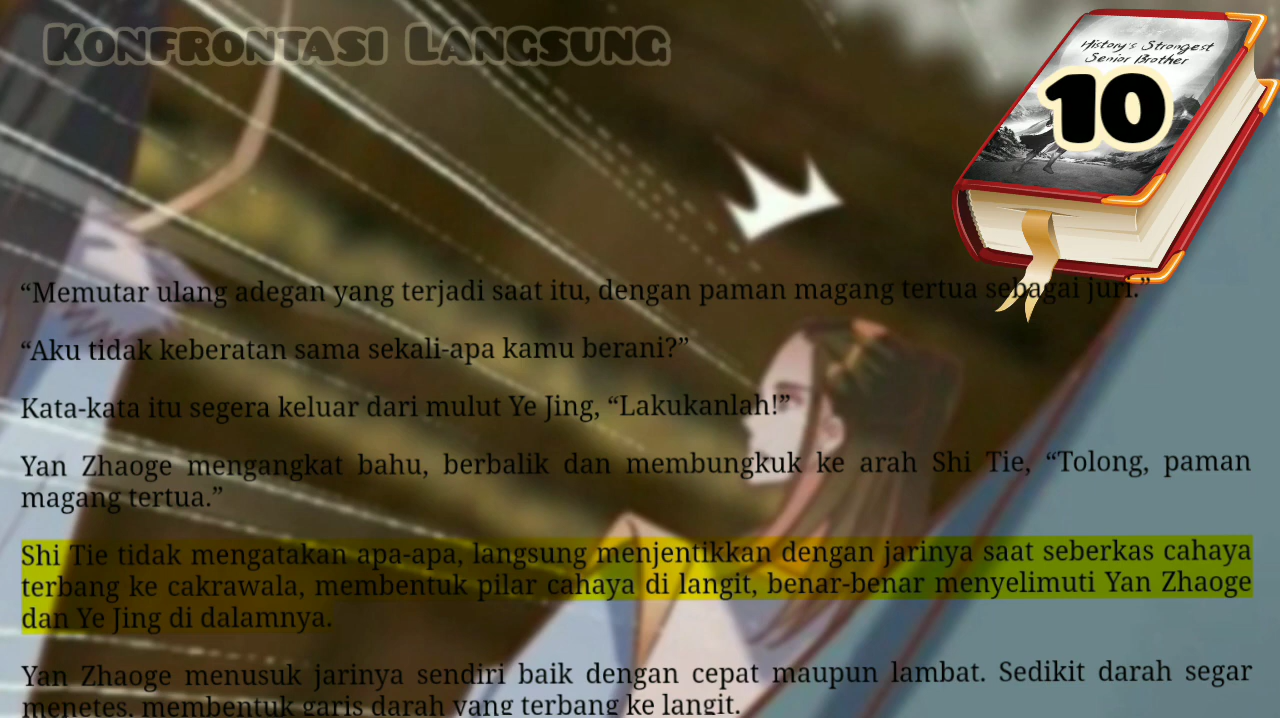 Konfrontasi Langsung
History's Strongest
Senior Brother
10
“Memutar ulang adegan yang terjadi saat itu, dengan paman magang tertua sebagai juri.”
“Aku tidak keberatan sama sekali-apa kamu berani?”
Kata-kata itu segera keluar dari mulut Ye Jing, “Lakukanlah!”
Yan Zhaoge mengangkat bahu, berbalik dan membungkuk ke arah Shi Tie, “Tolong, paman
magang tertua.”
Shi Tie tidak mengatakan apa-apa, langsung menjentikkan dengan jarinya saat seberkas cahaya
terbang ke cakrawala, membentuk pilar cahaya di langit, benar-benar menyelimuti Yan Zhaoge
dan Ye Jing di dalamnya.
Yan Zhaoge menusuk jarinya sendiri baik dengan cepat maupun lambat. Sedikit darah segar
menetes, membentuk garis darah yang terbang ke langit.